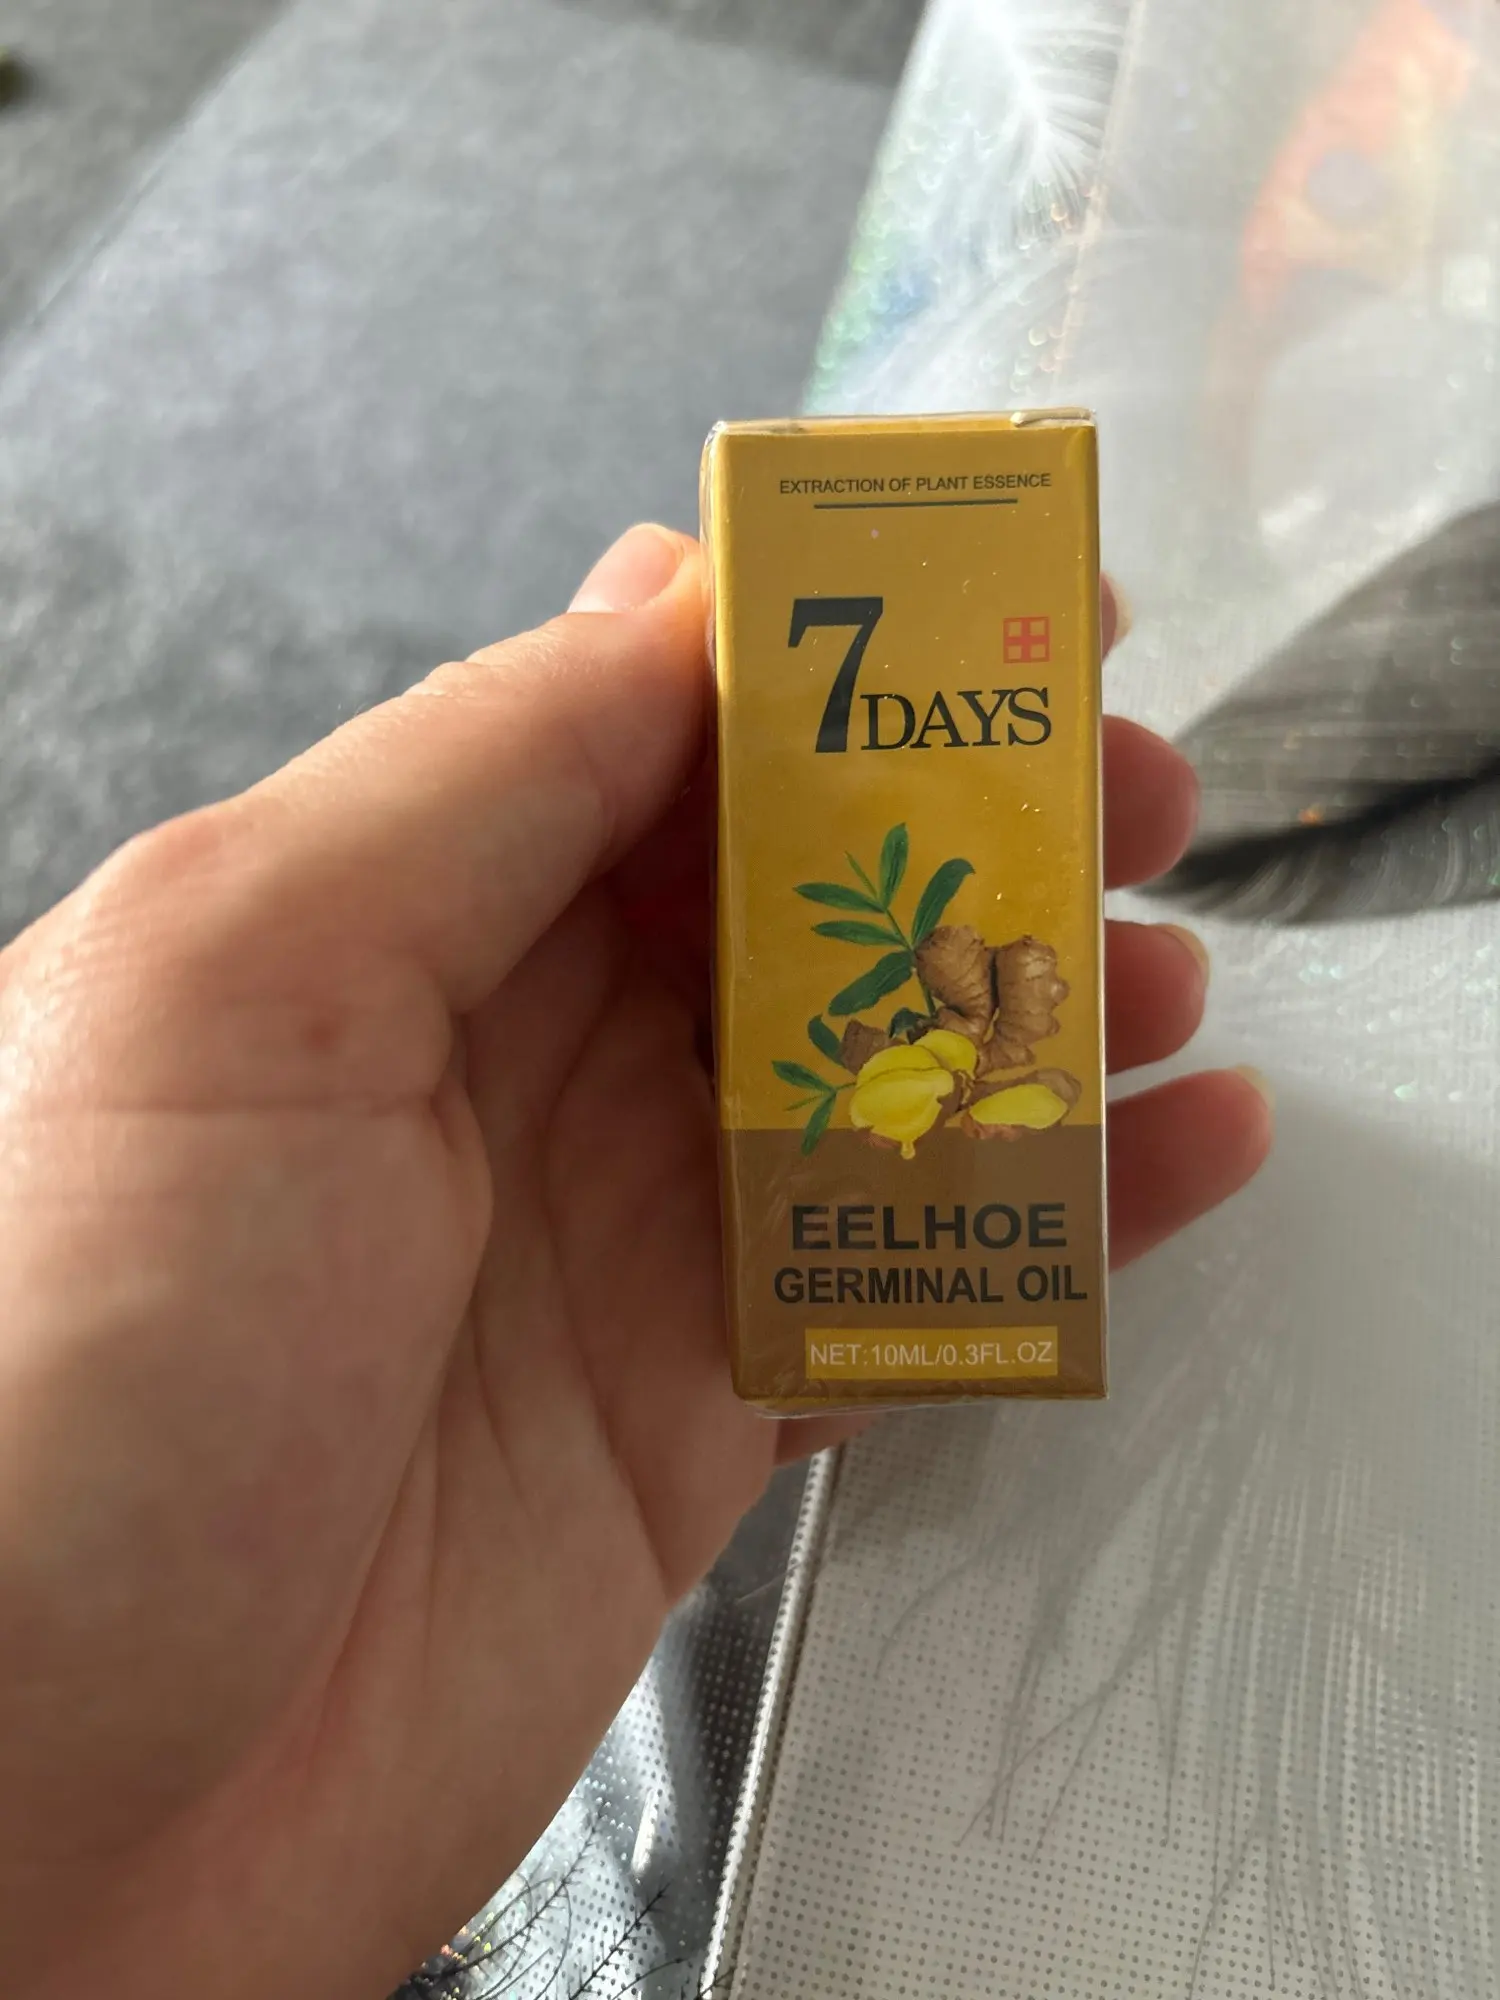 EXTRACTION OF PLANT ESSENCE
7 DAYS
EELHOE
GERMINAL OIL
NET:10ML/0.3FL.OZ